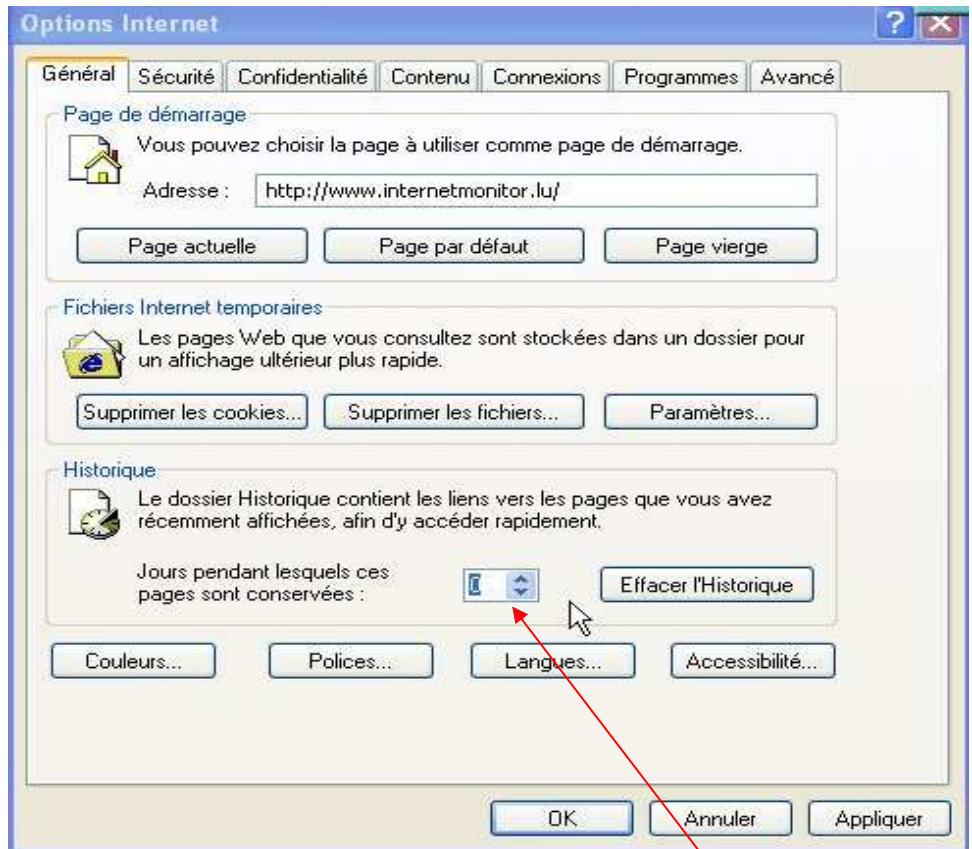 Options Internet
Général Sécurité Confidentialité Contenu Connexions Programmes Avancé
Page de démarrage
Vous pouvez choisir la page à utiliser comme page de démarrage.
Adresse : http://www.internetmonitor.lu/
Page actuelle Page par défaut Page vierge
Fichiers Internet temporaires
Les pages Web que vous consultez sont stockées dans un dossier pour
un affichage ultérieur plus rapide.
Supprimer les cookies... Supprimer les fichiers... Paramètres...
Historique
Le dossier Historique contient les liens vers les pages que vous avez
récemment affichées, afin d'y accéder rapidement.
Jours pendant lesquels ces
pages sont conservées :
Effacer l'Historique
Couleurs... Polices... Langues... Accessibilité...
OK Annuler Appliquer